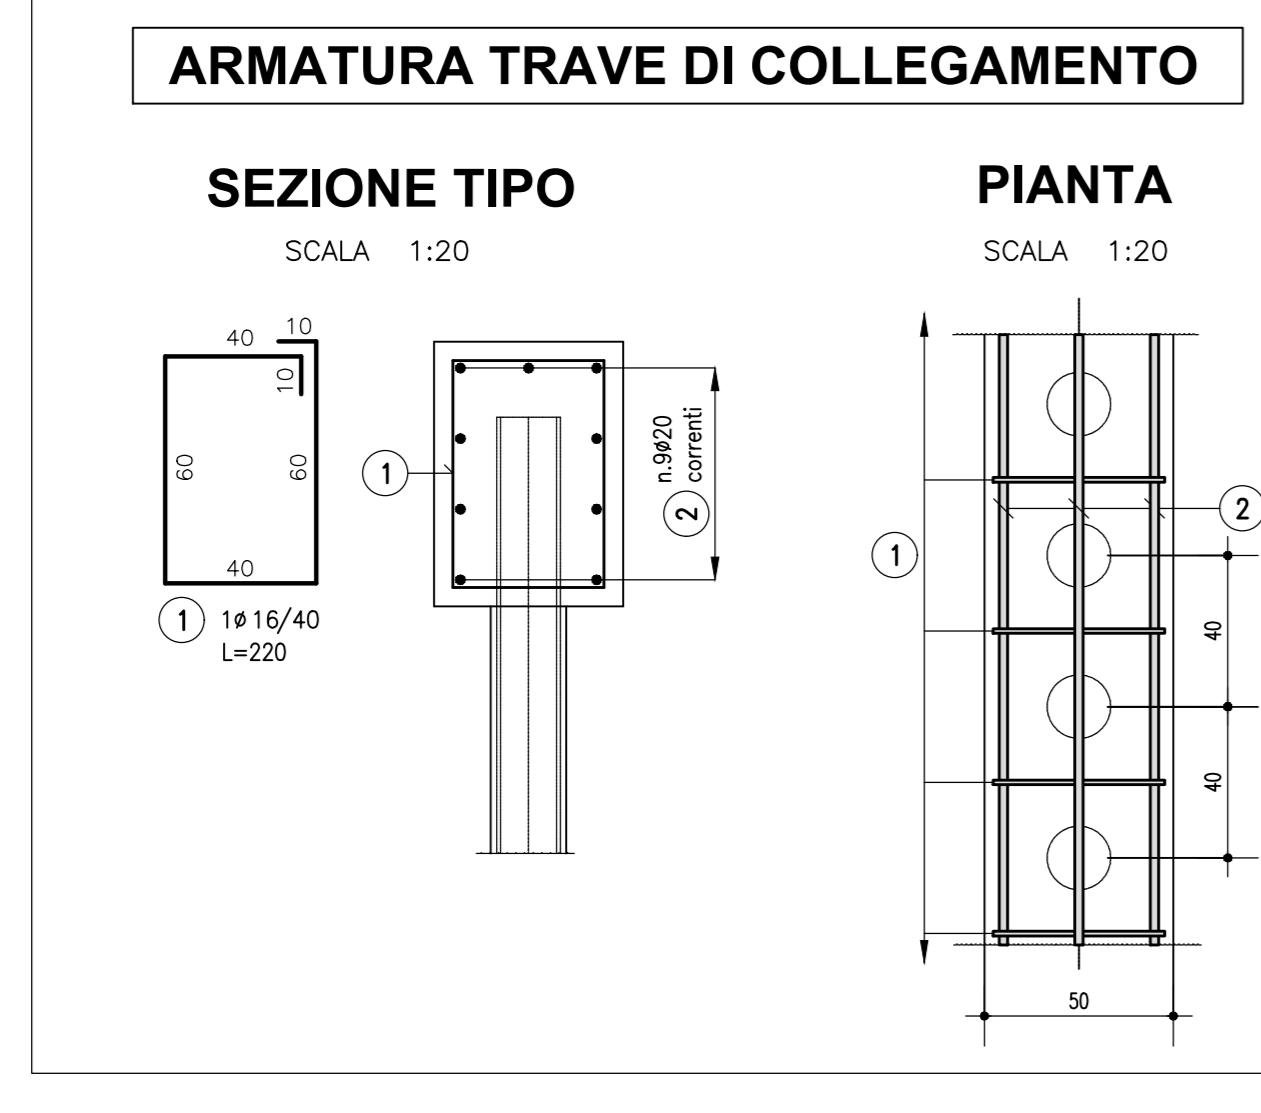 ARMATURA TRAVE DI COLLEGAMENTO
SEZIONE TIPO
SCALA 1:20
40
10
10
60
60
40
1
1ø16/40
L=220
1
n.9ø20
correnti
2
PIANTA
SCALA 1:20
1
2
40
40
50